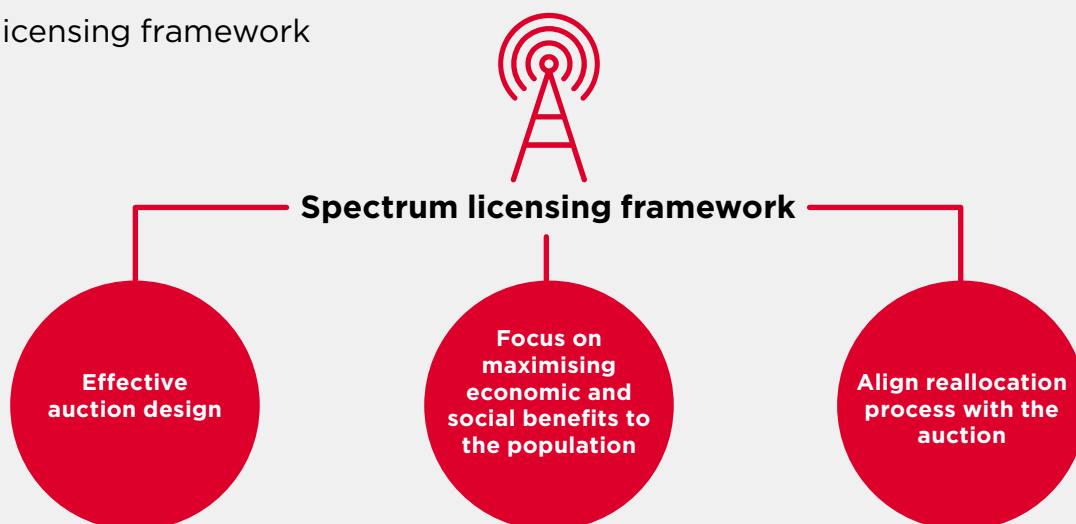 icensing framework
Spectrum licensing framework
Effective
auction design
Focus on
maximising
economic and
social benefits to
the population
Align reallocation
process with the
auction